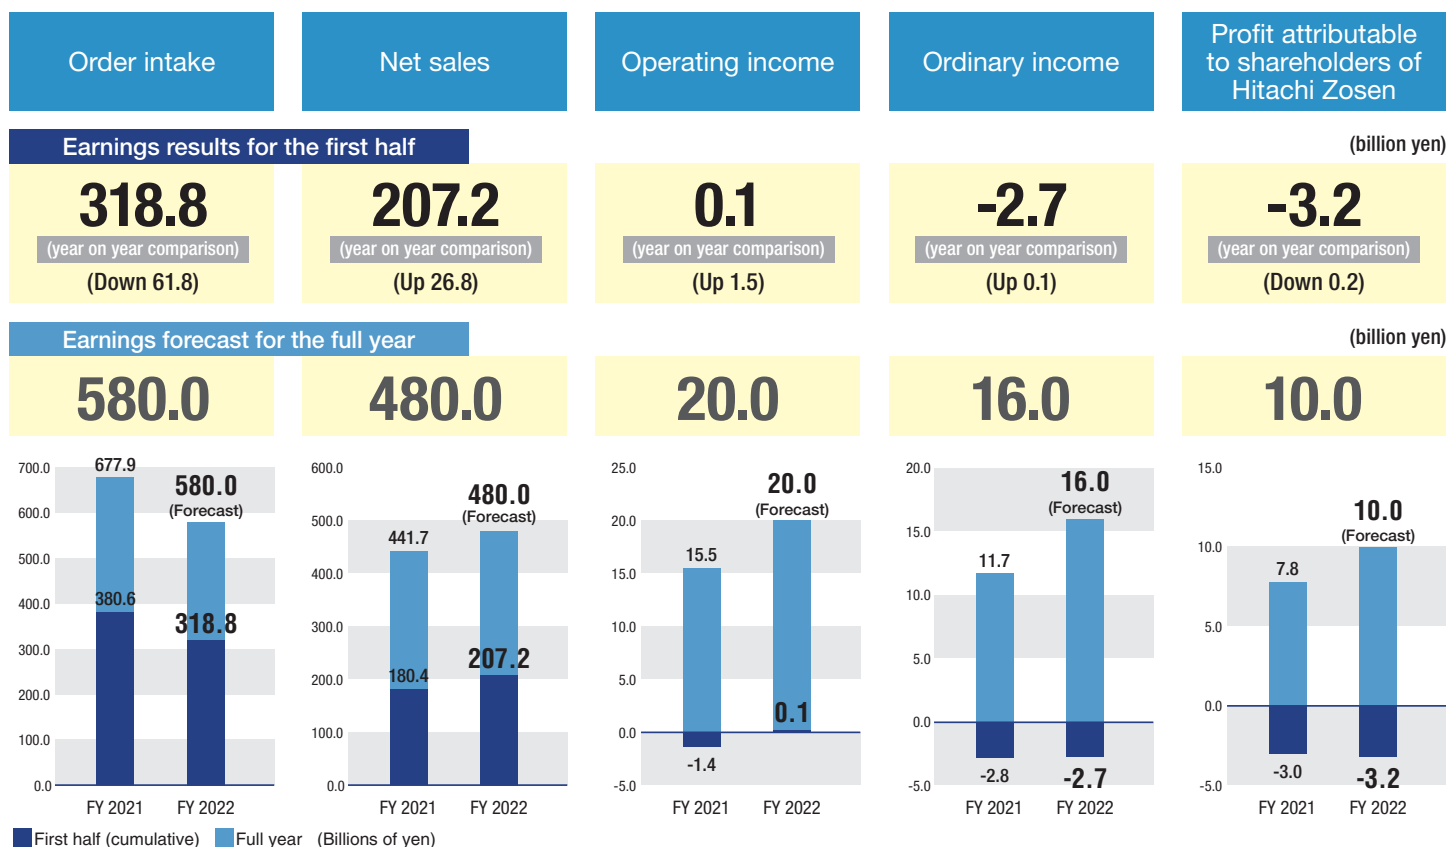 Order intake
Net sales
Operating income
Ordinary income
Profit attributable
to shareholders of
Hitachi Zosen
Earnings results for the first half
(billion yen)
318.8
(year on year comparison)
(Down 61.8)
207.2
(year on year comparison)
(Up 26.8)
0.1
(year on year comparison)
(Up 1.5)
-2.7
(year on year comparison)
(Up 0.1)
-3.2
(year on year comparison)
(Down 0.2)
Earnings forecast for the full year
(billion yen)
580.0
480.0
20.0
16.0
10.0
700.0
600.0
500.0
400.0
300.0
200.0
100.0
0.0
677.9
380.6
580.0
(Forecast)
318.8
FY 2021
FY 2022
600.0
500.0
400.0
300.0
200.0
100.0
0.0
441.7
180.4
480.0
(Forecast)
207.2
FY 2021
FY 2022
25.0
20.0
15.0
10.0
5.0
0.0
-5.0
15.5
-1.4
20.0
(Forecast)
0.1
FY 2021
FY 2022
20.0
15.0
10.0
5.0
0.0
-5.0
11.7
-2.8
16.0
(Forecast)
-2.7
FY 2021
FY 2022
15.0
10.0
5.0
0.0
-5.0
7.8
-3.0
10.0
(Forecast)
-3.2
FY 2021
FY 2022
First half (cumulative) Full year (Billions of yen)